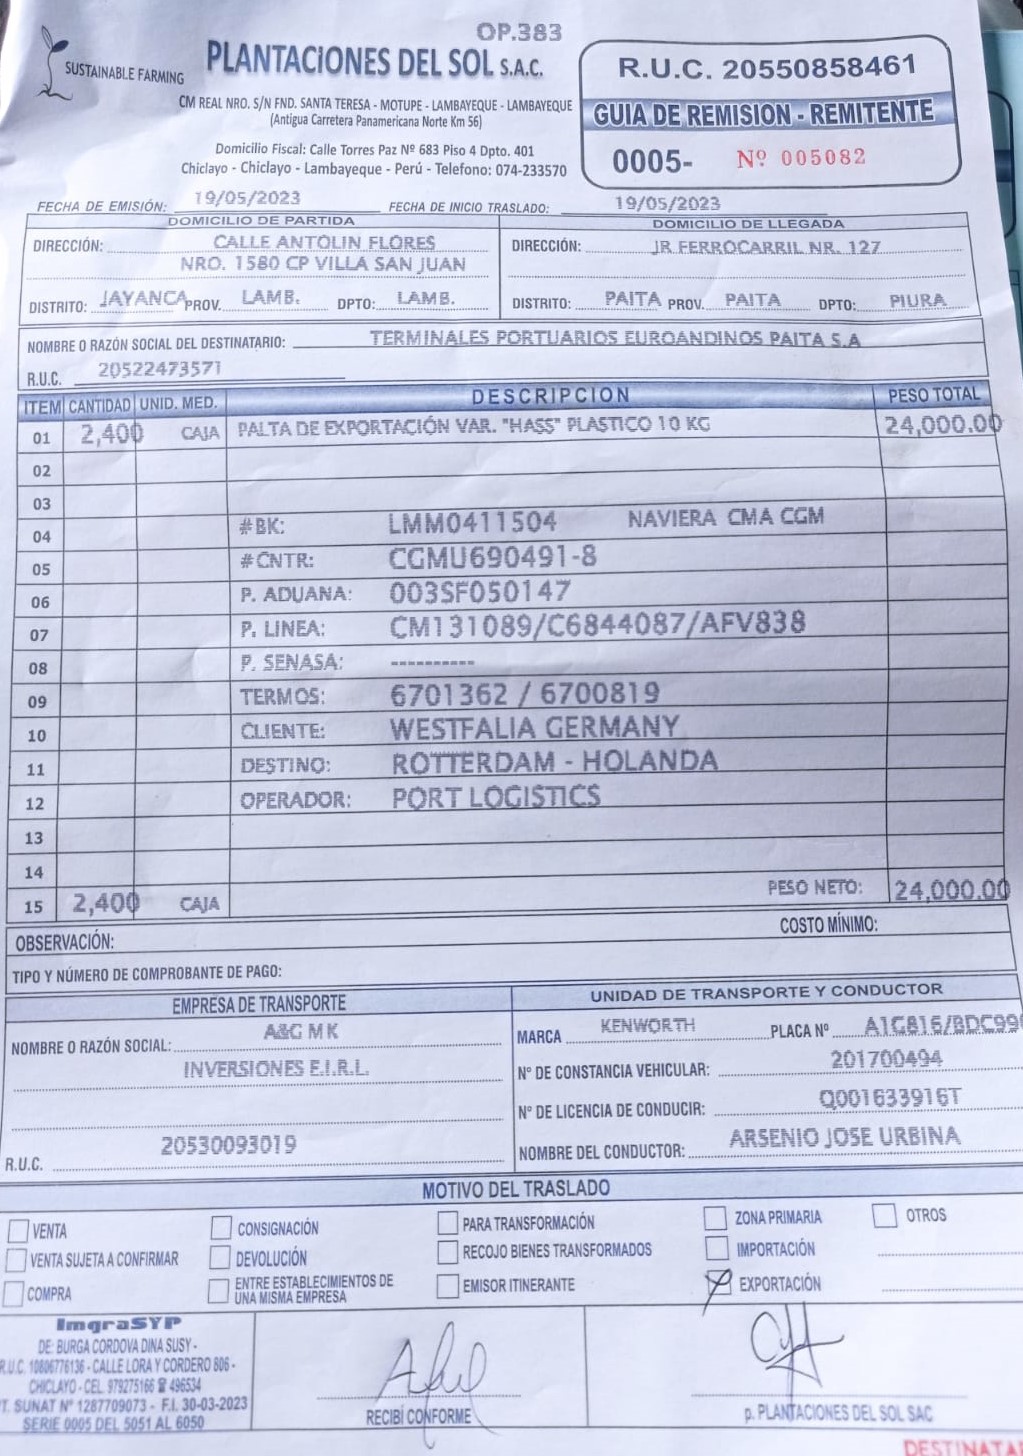 OP.383
SUSTAINABLE FARMING
PLANTACIONES DEL SOL S.A.C.
CM REAL NRO. S/N FND. SANTA TERESA - MOTUPE - LAMBAYEQUE - LAMBAYEQUE
(Antigua Carretera Panamericana Norte Km 56)
Domicilio Fiscal: Calle Torres Paz Nº 683 Piso 4 Dpto. 401
Chiclayo - Chiclayo - Lambayeque - Perú - Telefono: 074-233570
R.U.C. 20550858461
GUIA DE REMISION - REMITENTE
0005- Nº 005082
FECHA DE EMISIÓN: 19/05/2023 FECHA DE INICIO TRASLADO: 19/05/2023
DOMICILIO DE PARTIDA
DIRECCIÓN: CALLE ANTOLIN FLORES
NRO. 1580 CP VILLA SAN JUAN
DISTRITO: JAYANCA PROV. LAMB. DPTO: LAMB.
DOMICILIO DE LLEGADA
DIRECCIÓN: JR FERROCARRIL NR. 127
DISTRITO: PAITA PROV. PAITA DPTO: PIURA
NOMBRE O RAZÓN SOCIAL DEL DESTINATARIO: TERMINALES PORTUARIOS EUROANDINOS PAITA S.A
R.U.C. 20522473571
ITEM CANTIDAD UNID. MED. DESCRIPCION PESO TOTAL
01 2,400 CAJA PALTA DE EXPORTACIÓN VAR. "HASS" PLASTICO 10 KG 24,000.00
02
03
04 #BK: LMM0411504 NAVIERA CMA CGM
05 #CNTR: CGMU690491-8
06 P. ADUANA: 003SF050147
07 P. LINEA: CM131089/C6844087/AFV838
08 P. SENASA: ----------
09 TERMOS: 6701362 / 6700819
10 CLIENTE: WESTFALIA GERMANY
11 DESTINO: ROTTERDAM - HOLANDA
12 OPERADOR: PORT LOGISTICS
13
14
15 2,400 CAJA PESO NETO: 24,000.00
OBSERVACIÓN: COSTO MÍNIMO:
TIPO Y NÚMERO DE COMPROBANTE DE PAGO:
EMPRESA DE TRANSPORTE
NOMBRE O RAZÓN SOCIAL: A&G MK
INVERSIONES E.I.R.L.
R.U.C. 20530093019
UNIDAD DE TRANSPORTE Y CONDUCTOR
MARCA KENWORTH PLACA Nº A1G816/BDC99
Nº DE CONSTANCIA VEHICULAR: 201700494
Nº DE LICENCIA DE CONDUCIR: Q001633916T
NOMBRE DEL CONDUCTOR: ARSENIO JOSE URBINA
MOTIVO DEL TRASLADO
VENTA CONSIGNACIÓN PARA TRANSFORMACIÓN ZONA PRIMARIA OTROS
VENTA SUJETA A CONFIRMAR DEVOLUCIÓN RECOJO BIENES TRANSFORMADOS IMPORTACIÓN
COMPRA ENTRE ESTABLECIMIENTOS DE UNA MISMA EMPRESA EMISOR ITINERANTE EXPORTACIÓN
ImgraSYP
DE: BURGA CORDOVA DINA SUSY -
R.U.C. 10806776136 - CALLE LORA Y CORDERO 806 -
CHICLAYO - CEL. 979275166 ☎ 496534
T. SUNAT Nº 1287709073 - F.I. 30-03-2023
SERIE 0005 DEL 5051 AL 6050
RECIBÍ CONFORME
p. PLANTACIONES DEL SOL SAC
DESTINATA